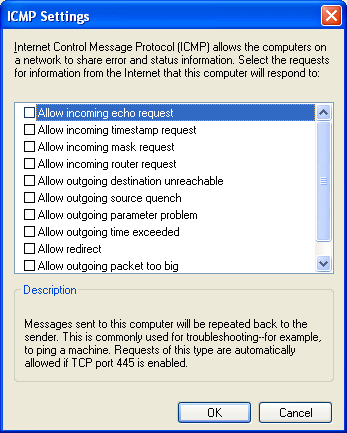 ICMP Settings
Internet Control Message Protocol (ICMP) allows the computers
on a network to share error and status information. Select the requests
for information from the Internet that this computer will respond to:
Allow incoming echo request
Allow incoming timestamp request
Allow incoming mask request
Allow incoming router request
Allow outgoing destination unreachable
Allow outgoing source quench
Allow outgoing parameter problem
Allow outgoing time exceeded
Allow redirect
Allow outgoing packet too big
Description
Messages sent to this computer will be repeated back to the
sender. This is commonly used for troubleshooting--for example,
to ping a machine. Requests of this type are automatically
allowed if TCP port 445 is enabled.
OK
Cancel